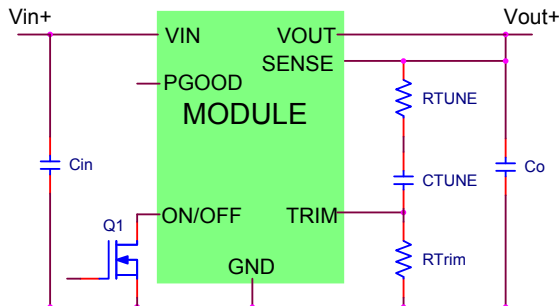 Vin+
Vout+
VIN
VOUT
SENSE
PGOOD
RTUNE
MODULE
Cin
CTUNE
Co
Q1
ON/OFF
TRIM
RTrim
GND